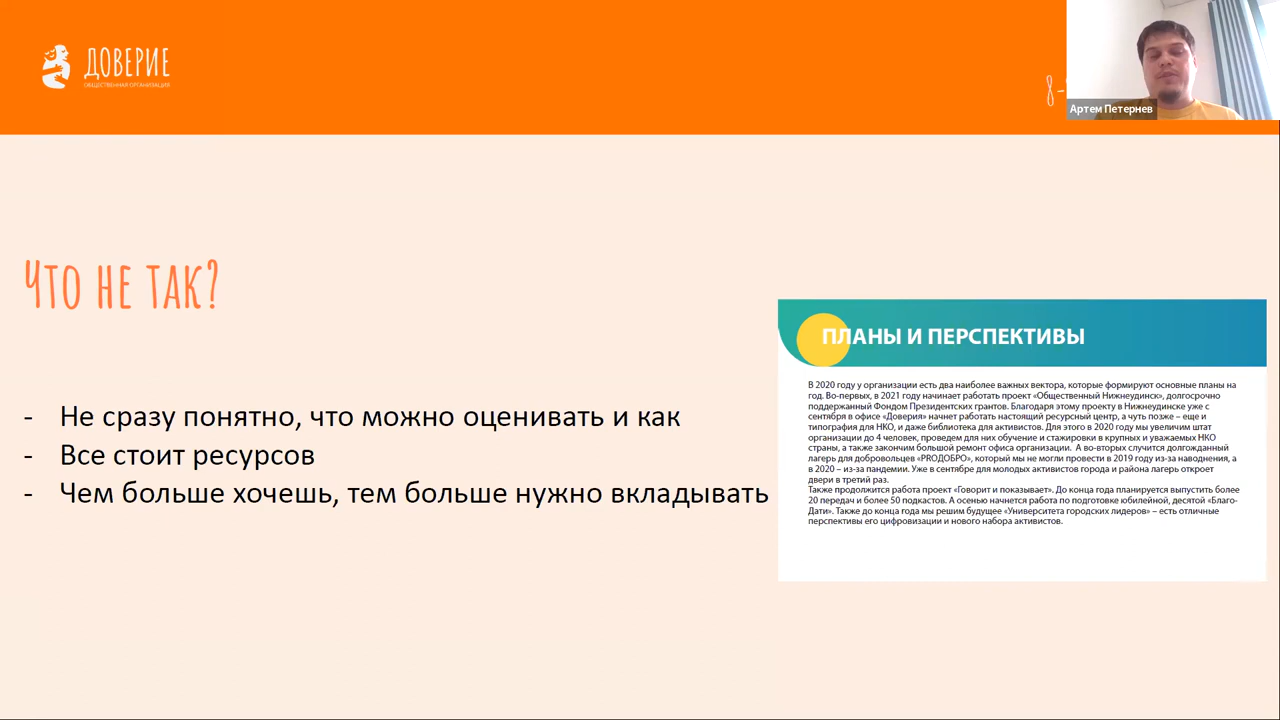 ДОВЕРИЕ
ОБЩЕСТВЕННАЯ ОРГАНИЗАЦИЯ
8-
Артем Петернев
Что не так?
- Не сразу понятно, что можно оценивать и как
- Все стоит ресурсов
- Чем больше хочешь, тем больше нужно вкладывать
ПЛАНЫ И ПЕРСПЕКТИВЫ
В 2020 году у организации есть два наиболее важных вектора, которые формируют основные планы на
год. Во-первых, в 2021 году начинает работать проект «Общественный Нижнеудинск», долгосрочно
поддержанный Фондом Президентских грантов. Благодаря этому проекту в Нижнеудинске уже с
сентября в офисе «Доверия» начнет работать настоящий ресурсный центр, а чуть позже – еще и
типография для НКО, и даже библиотека для активистов. Для этого в 2020 году мы увеличим штат
организации до 4 человек, проведем для них обучение и стажировки в крупных и уважаемых НКО
страны, а также закончим большой ремонт офиса организации. А во-вторых случится долгожданный
лагерь для добровольцев «PROДОБРО», который мы не могли провести в 2019 году из-за наводнения, а
в 2020 – из-за пандемии. Уже в сентябре для молодых активистов города и района лагерь откроет
двери в третий раз.
Также продолжится работа проект «Говорит и показывает». До конца года планируется выпустить более
20 передач и более 50 подкастов. А осенью начнется работа по подготовке юбилейной, десятой «Благо-
Дати». Также до конца года мы решим будущее «Университета городских лидеров» – есть отличные
перспективы его цифровизации и нового набора активистов.